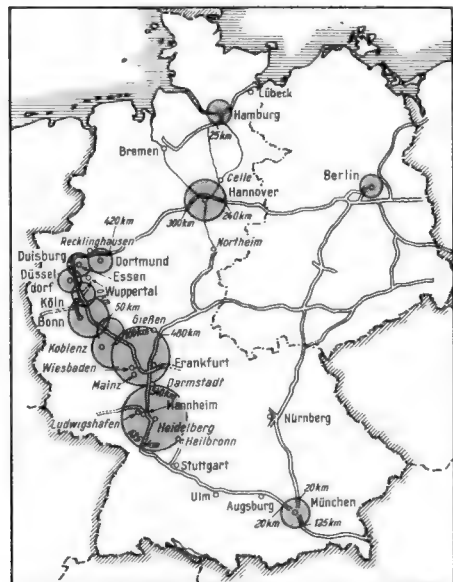 Lübeck
Hamburg
25km
Bremen
Celle
Hannover
Berlin
300km
240km
420km
Recklinghausen
Northeim
Duisburg
Dortmund
Düssel
dorf
Essen
Wuppertal
Köln
50km
Bonn
Gießen
480km
Koblenz
Wiesbaden
Frankfurt
Mainz
Darmstadt
Mannheim
Ludwigshafen
Heidelberg
Heilbronn
Stuttgart
Nürnberg
Ulm
Augsburg
20km
München
20km
125km